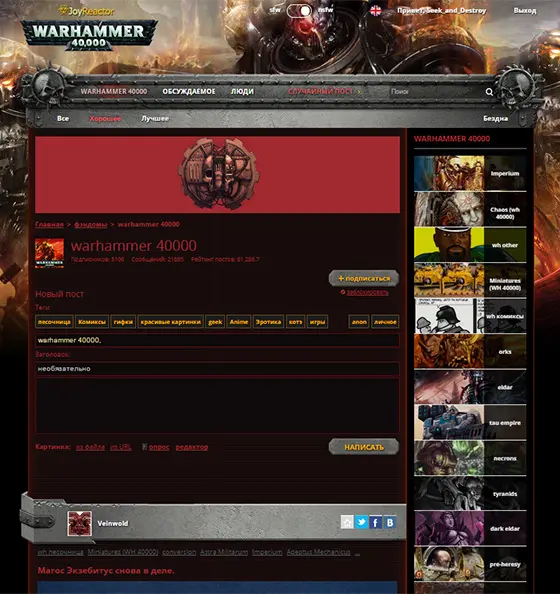 JoyReactor
sfw nsfw
Привет, Seek_and_Destroy
Выход
WARHAMMER
40,000
WARHAMMER 40000 ОБСУЖДАЕМОЕ ЛЮДИ СЛУЧАЙНЫЙ ПОСТ Поиск
Все Хорошее Лучшее Бездна
Главная > фэндомы > warhammer 40000
warhammer 40000
Подписчиков: 5106 Сообщений: 21885 Рейтинг постов: 81,286.7
+ подписаться
заблокировать
Новый пост
Теги
песочница Комиксы гифки красивые картинки geek Anime Эротика котэ игры anon личное
warhammer 40000,
Заголовок:
необязательно
Картинка: из файла из URL опрос редактор
НАПИСАТЬ
Veinwold
wh песочница Miniatures (WH 40000) conversion Astra Militarum Imperium Adeptus Mechanicus ...
Магос Экзебитус снова в деле.
WARHAMMER 40000
Imperium
Chaos (wh
40000)
wh other
Miniatures
(WH 40000)
wh комиксы
orks
eldar
tau empire
necrons
tyranids
dark eldar
pre-heresy